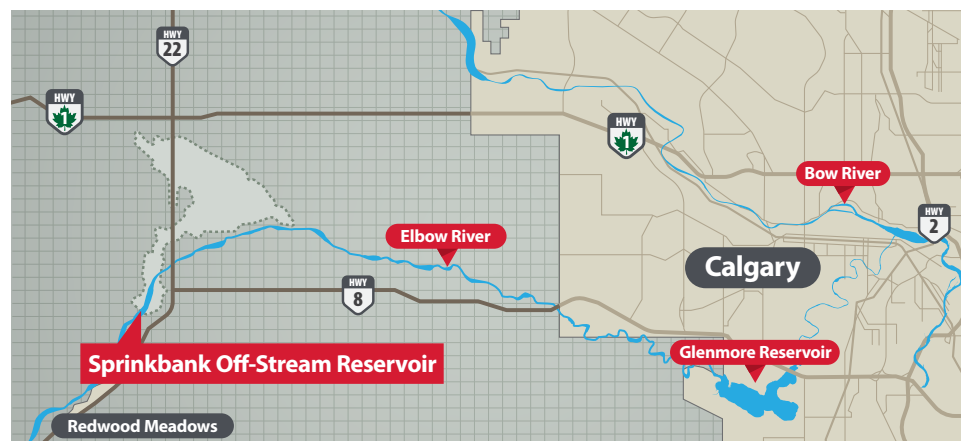 HWY
22
HWY
1
HWY
1
Bow River
HWY
2
Elbow River
Calgary
HWY
8
Sprinkbank Off-Stream Reservoir
Glenmore Reservoir
Redwood Meadows